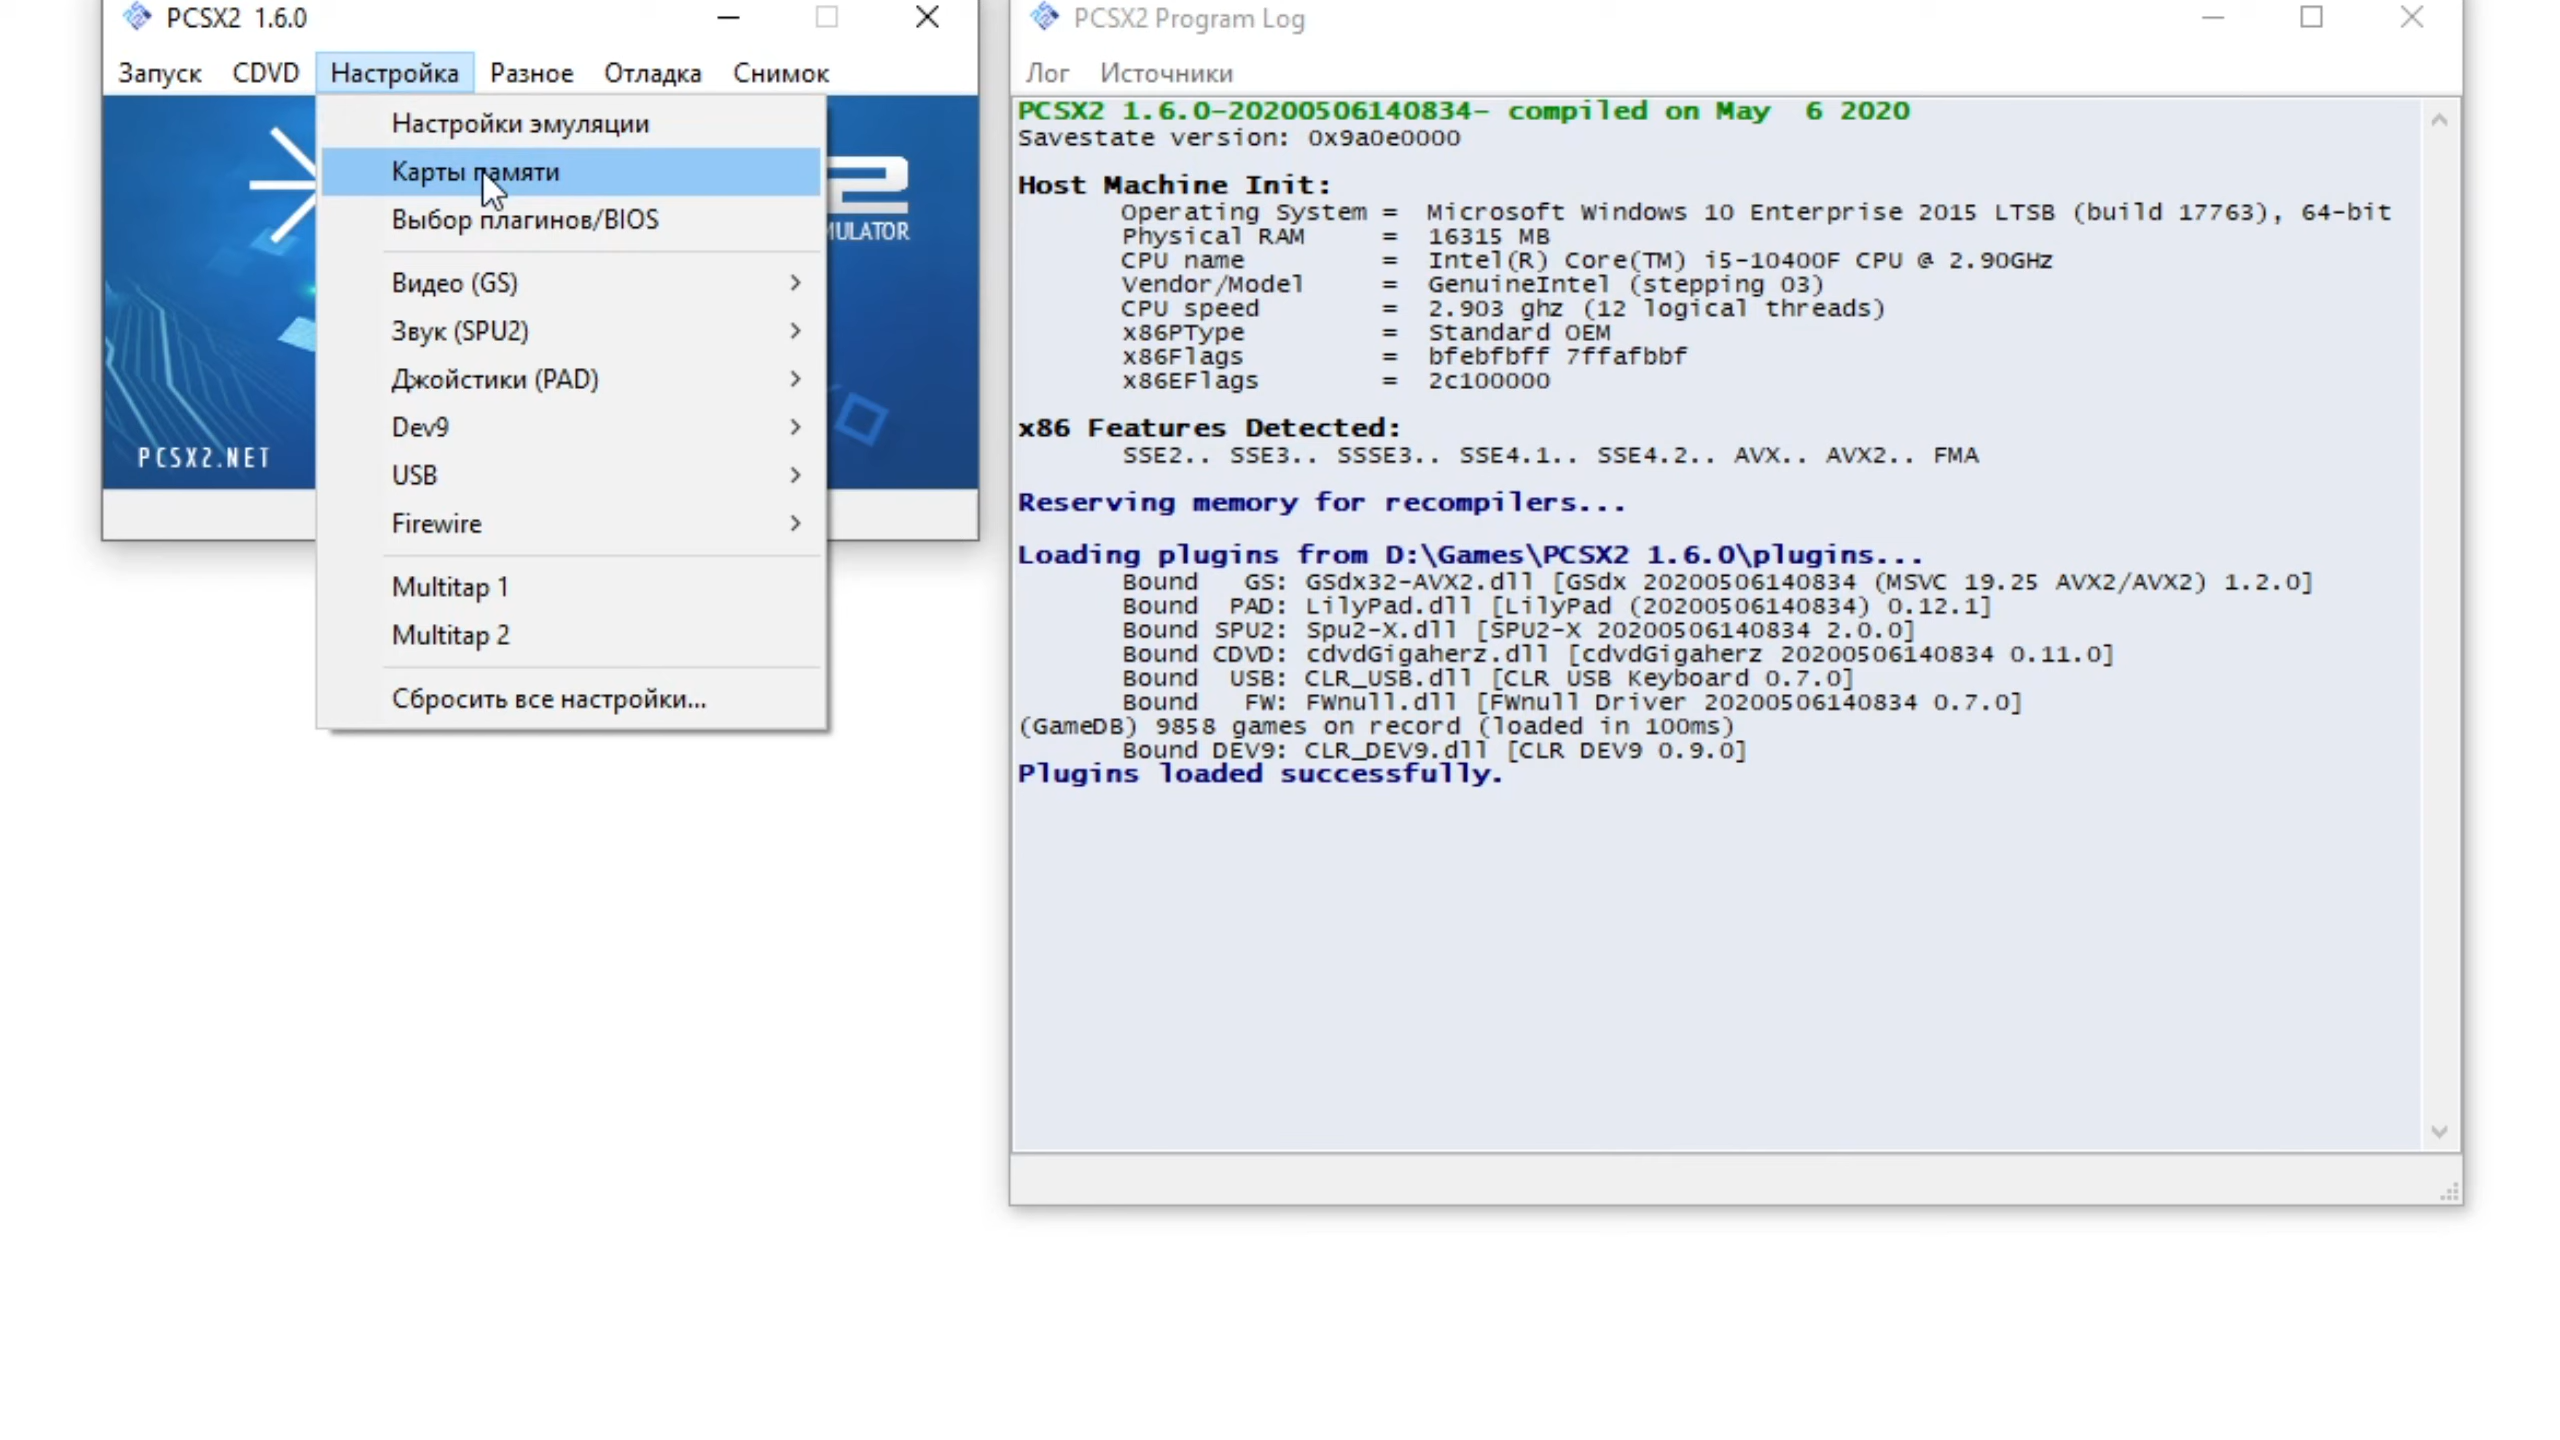 PCSX2 1.6.0
Запуск CDVD Настройка Разное Отладка Снимок
Настройки эмуляции
Карты памяти
Выбор плагинов/BIOS
Видео (GS)
Звук (SPU2)
Джойстики (PAD)
Dev9
USB
Firewire
Multitap 1
Multitap 2
Сбросить все настройки...
2
MULATOR
PCSX2.NET
PCSX2 Program Log
Лог Источники
PCSX2 1.6.0-20200506140834- compiled on May  6 2020
Savestate version: 0x9a0e0000
Host Machine Init:
Operating System =  Microsoft Windows 10 Enterprise 2015 LTSB (build 17763), 64-bit
Physical RAM     =  16315 MB
CPU name         =  Intel(R) Core(TM) i5-10400F CPU @ 2.90GHz
Vendor/Model     =  GenuineIntel (stepping 03)
CPU speed        =  2.903 ghz (12 logical threads)
x86PType         =  Standard OEM
x86Flags         =  bfebfbff 7ffafbbf
x86EFlags        =  2c100000
x86 Features Detected:
SSE2.. SSE3.. SSSE3.. SSE4.1.. SSE4.2.. AVX.. AVX2.. FMA
Reserving memory for recompilers...
Loading plugins from D:\Games\PCSX2 1.6.0\plugins...
Bound   GS: GSdx32-AVX2.dll [GSdx 20200506140834 (MSVC 19.25 AVX2/AVX2) 1.2.0]
Bound  PAD: LilyPad.dll [LilyPad (20200506140834) 0.12.1]
Bound SPU2: Spu2-X.dll [SPU2-X 20200506140834 2.0.0]
Bound CDVD: cdvdGigaherz.dll [cdvdGigaherz 20200506140834 0.11.0]
Bound  USB: CLR_USB.dll [CLR USB Keyboard 0.7.0]
Bound   FW: FWnull.dll [FWnull Driver 20200506140834 0.7.0]
(GameDB) 9858 games on record (loaded in 100ms)
Bound DEV9: CLR_DEV9.dll [CLR DEV9 0.9.0]
Plugins loaded successfully.